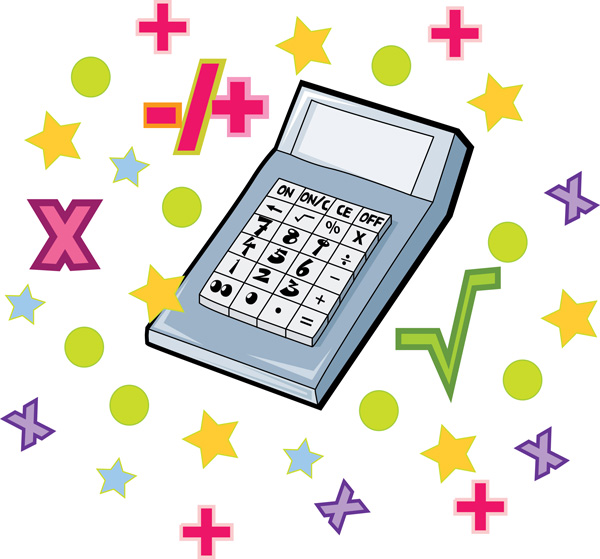 +
+
-/+
ON ON/C CE OFF
← √ % X
7 8 9 ÷
4 5 6 −
1 2 3 +
00 0 . =
x
X
√
x
x
x
+
+